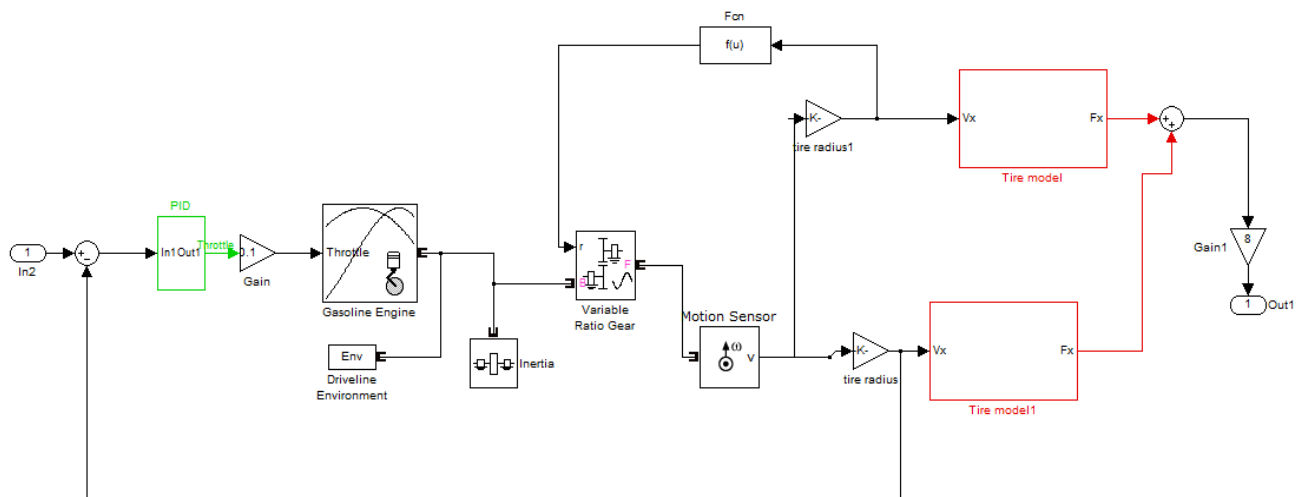 Fcn
f(u)
K-
tire radius1
Vx
Fx
Tire model
+
+
PID
In1
Out1
Throttle
0.1
Gain
Throttle
Gasoline Engine
1
In2
+
−
r
B
F
Variable
Ratio Gear
Motion Sensor
ω
v
K-
tire radius
Vx
Fx
Tire model1
8
Gain1
1
Out1
Env
Driveline
Environment
Inertia